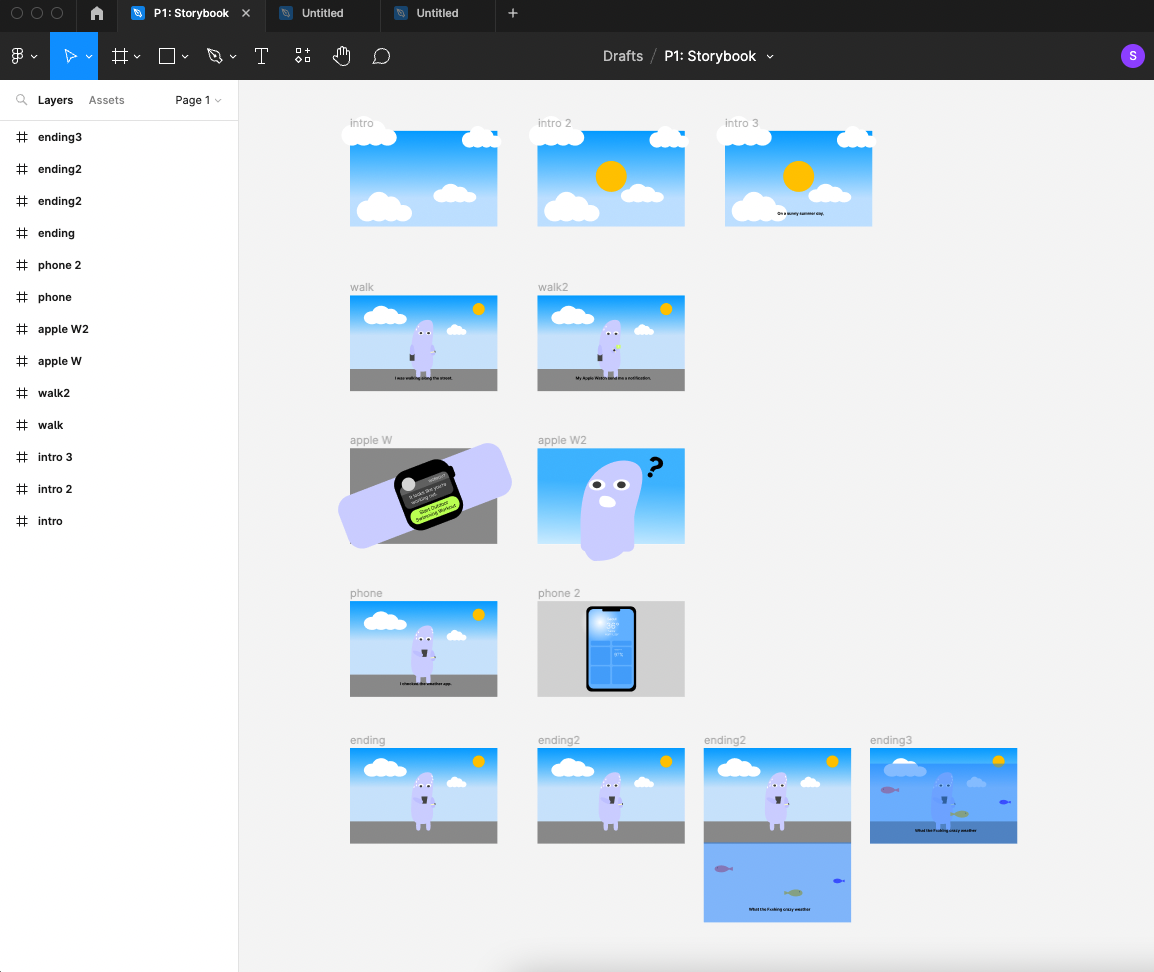 P1: Storybook
Untitled
Untitled
Drafts / P1: Storybook
S
Layers
Assets
Page 1
ending3
ending2
ending2
ending
phone 2
phone
apple W2
apple W
walk2
walk
intro 3
intro 2
intro
intro
intro 2
intro 3
On a sunny summer day,
walk
walk2
I was walking along the street.
My Apple Watch send me a notification.
apple W
apple W2
WORKOUT
It looks like you're
working out.
Start Outdoor
Swimming Workout
?
phone
phone 2
I checked the weather app.
ending
ending2
ending2
ending3
What the F±±king crazy weather
What the F±±king crazy weather